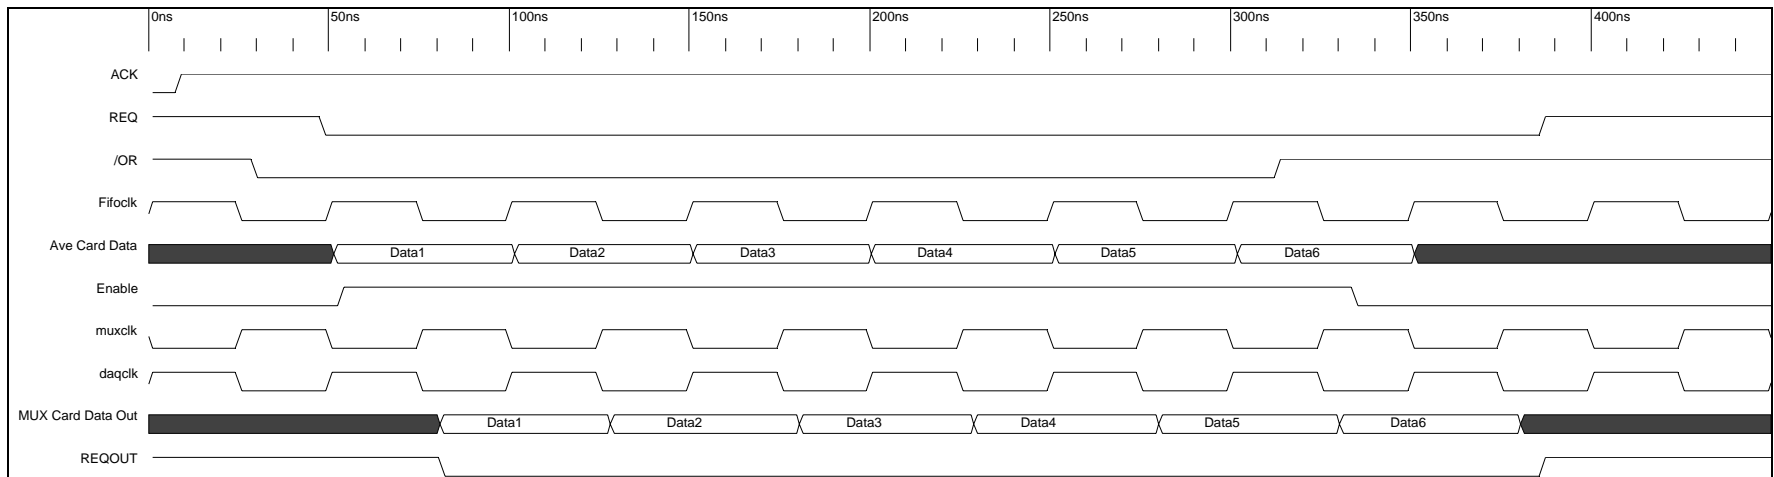 0ns 50ns 100ns 150ns 200ns 250ns 300ns 350ns 400ns
ACK
REQ
/OR
Fifoclk
Ave Card Data Data1 Data2 Data3 Data4 Data5 Data6
Enable
muxclk
daqclk
MUX Card Data Out Data1 Data2 Data3 Data4 Data5 Data6
REQOUT